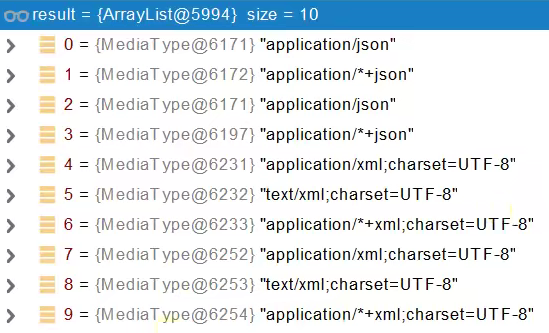 result = {ArrayList@5994} size = 10
0 = {MediaType@6171} "application/json"
1 = {MediaType@6172} "application/*+json"
2 = {MediaType@6171} "application/json"
3 = {MediaType@6197} "application/*+json"
4 = {MediaType@6231} "application/xml;charset=UTF-8"
5 = {MediaType@6232} "text/xml;charset=UTF-8"
6 = {MediaType@6233} "application/*+xml;charset=UTF-8"
7 = {MediaType@6252} "application/xml;charset=UTF-8"
8 = {MediaType@6253} "text/xml;charset=UTF-8"
9 = {MediaType@6254} "application/*+xml;charset=UTF-8"